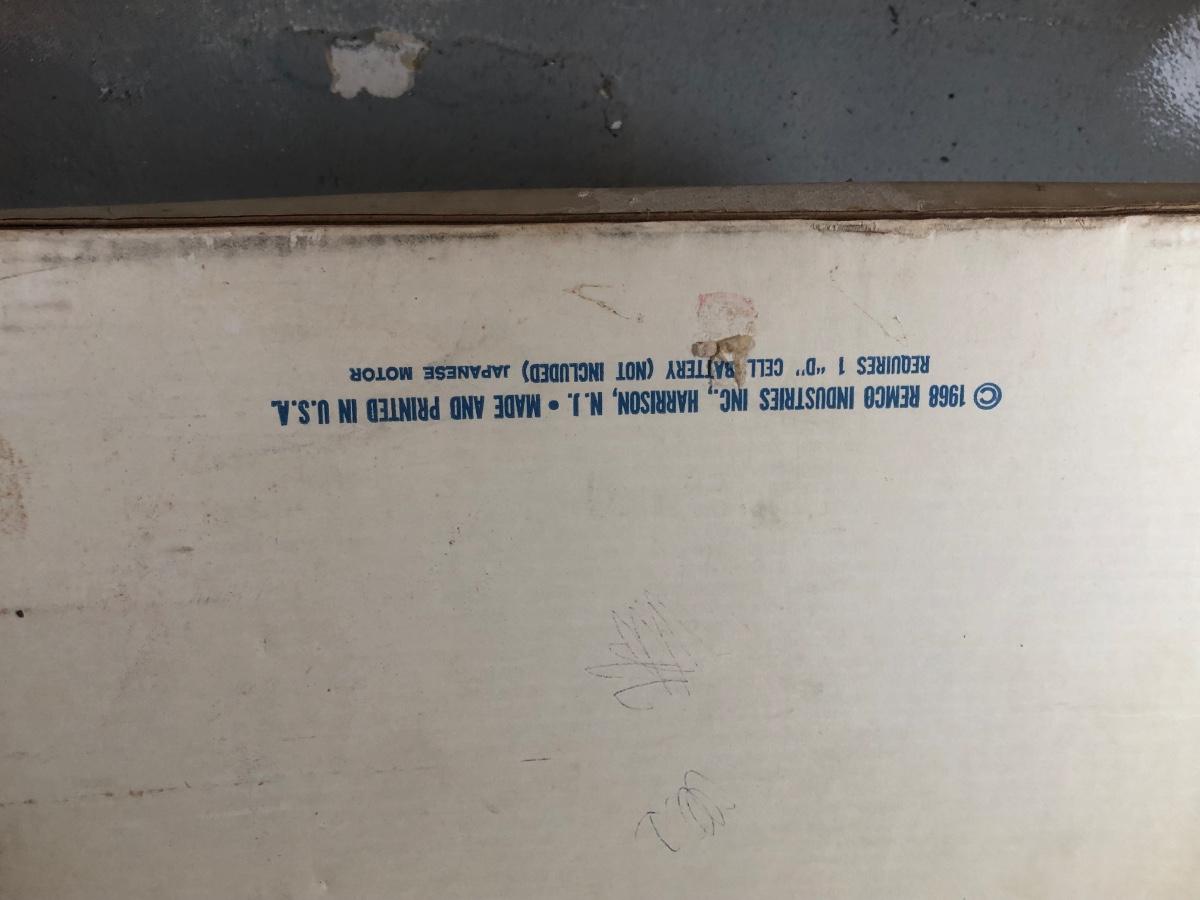 © 1968 REMCO INDUSTRIES INC., HARRISON, N.J. • MADE AND PRINTED IN U.S.A.
REQUIRES 1 "D" CELL BATTERY (NOT INCLUDED) JAPANESE MOTOR